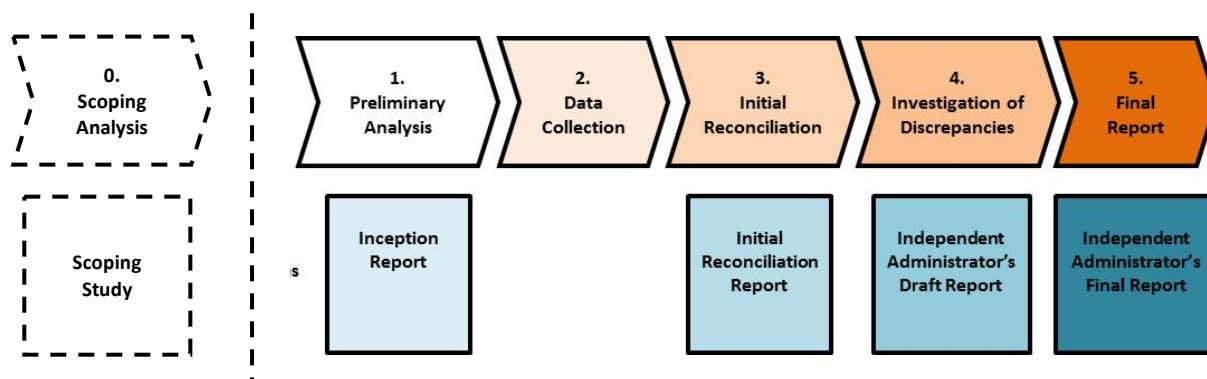 0.
Scoping
Analysis
1.
Preliminary
Analysis
2.
Data
Collection
3.
Initial
Reconciliation
4.
Investigation of
Discrepancies
5.
Final
Report
Scoping
Study
Inception
Report
Initial
Reconciliation
Report
Independent
Administrator's
Draft Report
Independent
Administrator's
Final Report